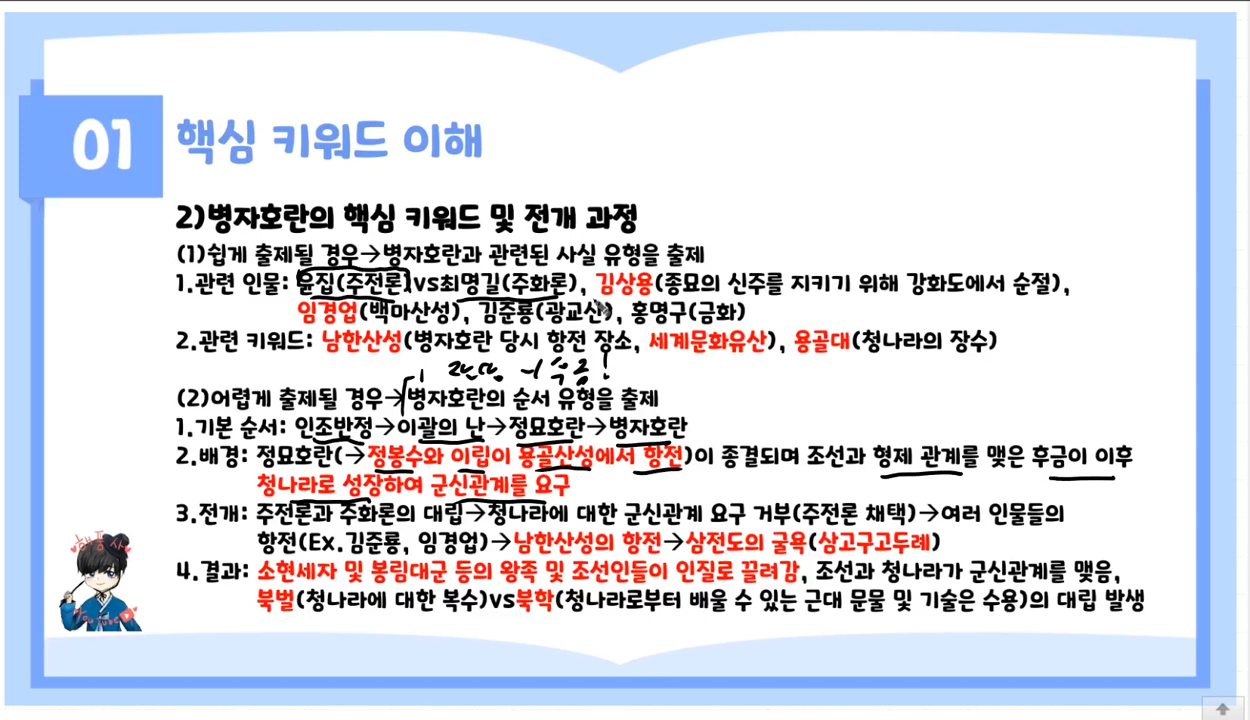 01
핵심 키워드 이해
2)병자호란의 핵심 키워드 및 전개 과정
(1)쉽게 출제될 경우→병자호란과 관련된 사실 유형을 출제
1.관련 인물: 윤집(주전론)vs최명길(주화론), 김상용(종묘의 신주를 지키기 위해 강화도에서 순절),
임경업(백마산성), 김준룡(광교산), 홍명구(금화)
2.관련 키워드: 남한산성(병자호란 당시 항전 장소, 세계문화유산), 용골대(청나라의 장수)
(2)어렵게 출제될 경우→병자호란의 순서 유형을 출제
1.기본 순서: 인조반정→이괄의 난→정묘호란→병자호란
2.배경: 정묘호란(→정봉수와 이립이 용골산성에서 항전)이 종결되며 조선과 형제 관계를 맺은 후금이 이후
청나라로 성장하여 군신관계를 요구
3.전개: 주전론과 주화론의 대립→청나라에 대한 군신관계 요구 거부(주전론 채택)→여러 인물들의
항전(Ex.김준룡, 임경업)→남한산성의 항전→삼전도의 굴욕(삼고구고두례)
4.결과: 소현세자 및 봉림대군 등의 왕족 및 조선인들이 인질로 끌려감, 조선과 청나라가 군신관계를 맺음,
북벌(청나라에 대한 복수)vs북학(청나라로부터 배울 수 있는 근대 문물 및 기술은 수용)의 대립 발생
YouTube